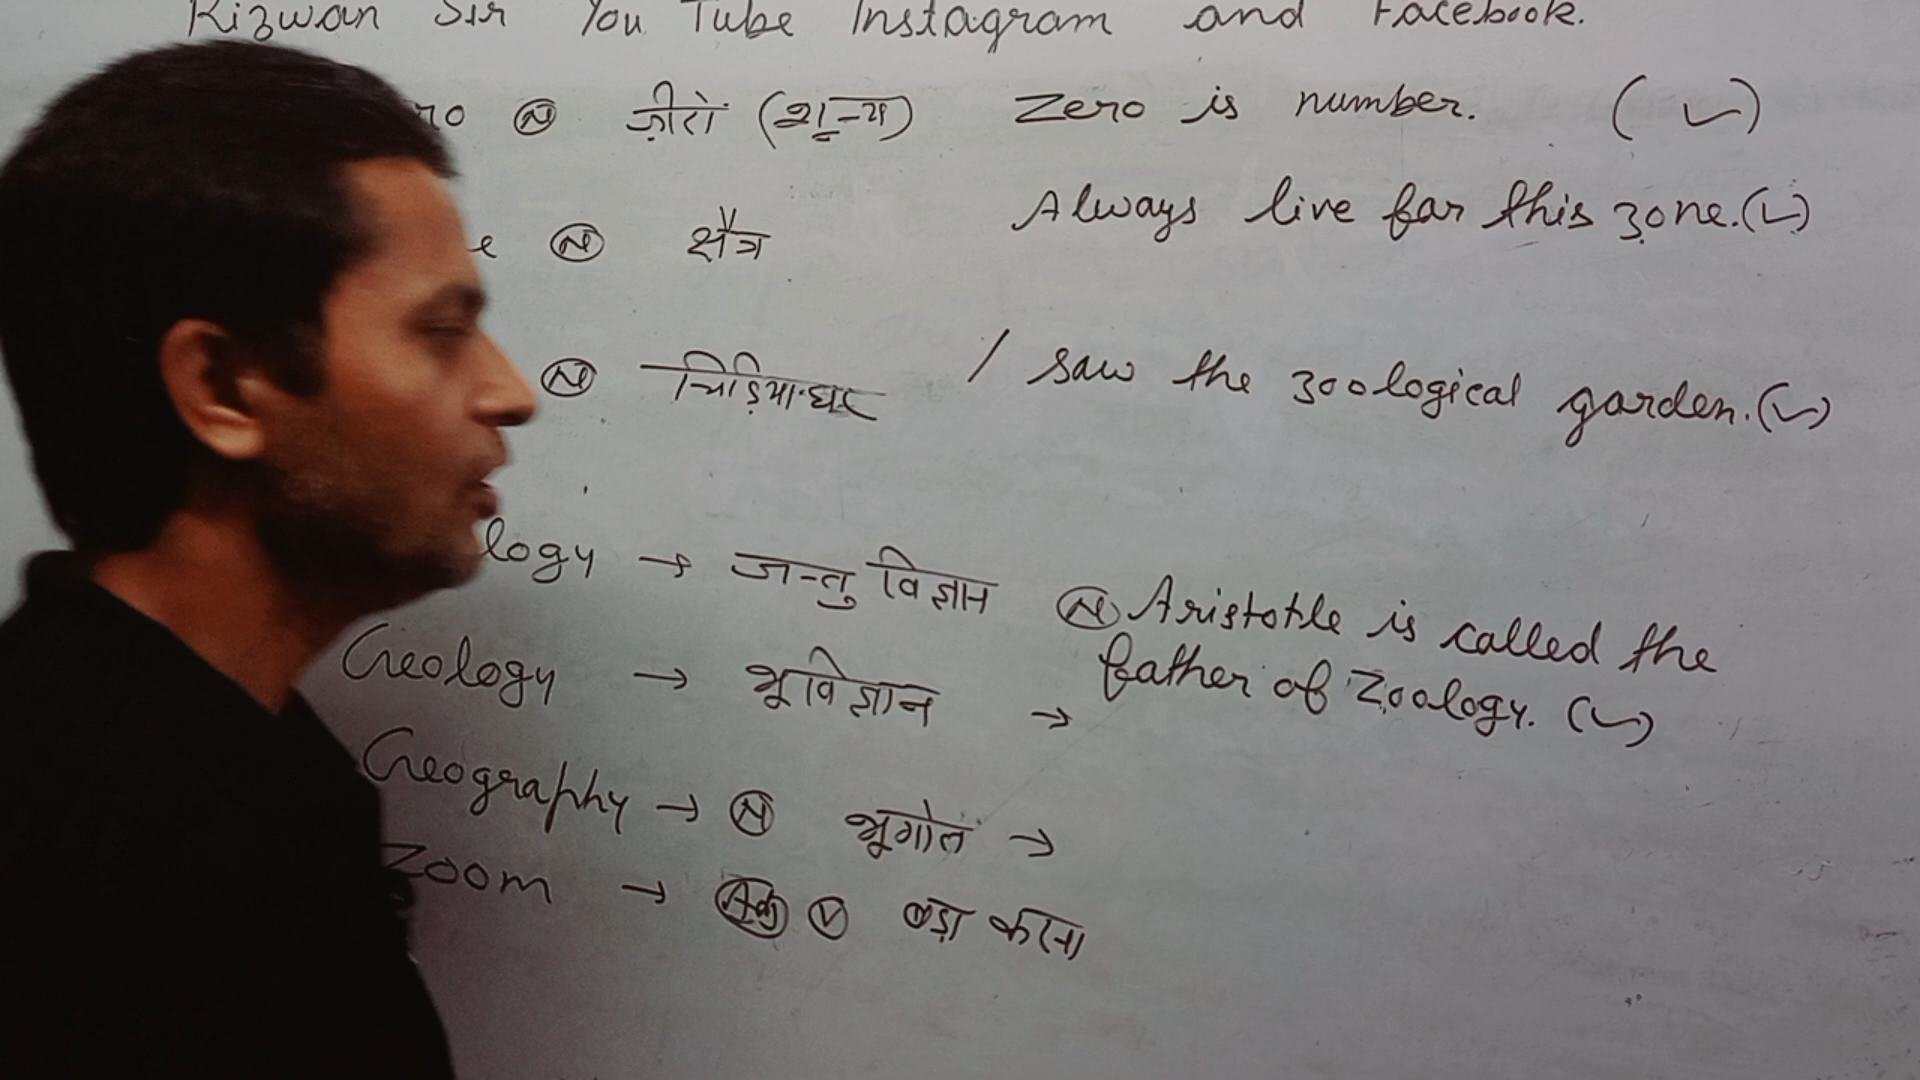 Rizwan Sir You Tube Instagram and Facebook.
ro (N) ज़ीरो (शून्य) Zero is number. (✓)
e (N) क्षेत्र Always live far this zone. (✓)
(N) चिड़िया-घर I saw the zoological garden. (✓)
logy → जन्तु विज्ञान (N) Aristotle is called the
father of Zoology. (✓)
Geology → भूविज्ञान →
Geography → (N) भूगोल →
Zoom → (V) बड़ा करना